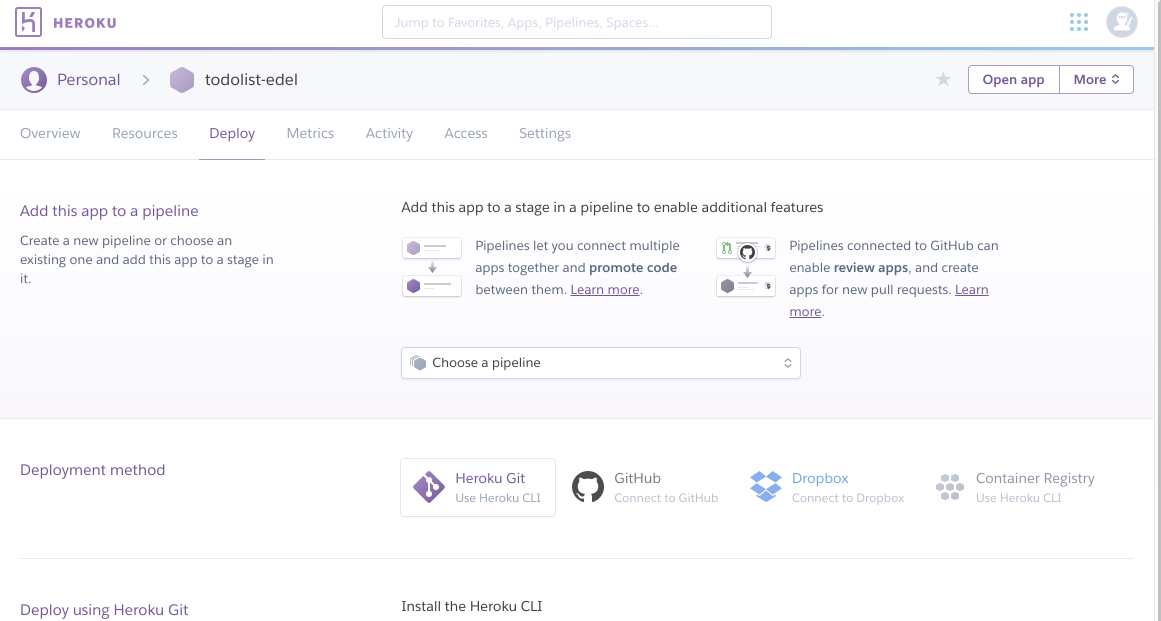 HEROKU
Jump to Favorites, Apps, Pipelines, Spaces...
Personal
todolist-edel
Open app
More
Overview
Resources
Deploy
Metrics
Activity
Access
Settings
Add this app to a pipeline
Create a new pipeline or choose an
existing one and add this app to a stage in
it.
Add this app to a stage in a pipeline to enable additional features
Pipelines let you connect multiple
apps together and promote code
between them. Learn more.
Pipelines connected to GitHub can
enable review apps, and create
apps for new pull requests. Learn
more.
Choose a pipeline
Deployment method
Heroku Git
Use Heroku CLI
GitHub
Connect to GitHub
Dropbox
Connect to Dropbox
Container Registry
Use Heroku CLI
Deploy using Heroku Git
Install the Heroku CLI